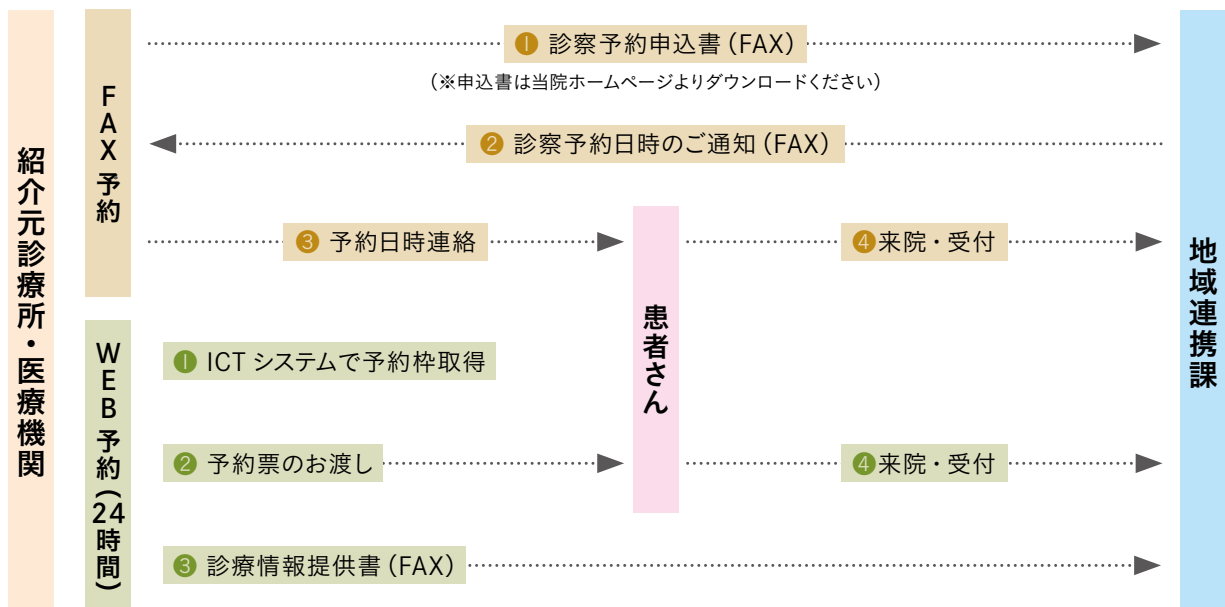 紹介元診療所・医療機関
FAX予約
❶ 診察予約申込書(FAX)
(※申込書は当院ホームページよりダウンロードください)
❷ 診察予約日時のご通知(FAX)
❸ 予約日時連絡
❹来院・受付
WEB予約(24時間)
❶ ICTシステムで予約枠取得
❷ 予約票のお渡し
❹来院・受付
❸ 診療情報提供書(FAX)
患者さん
地域連携課